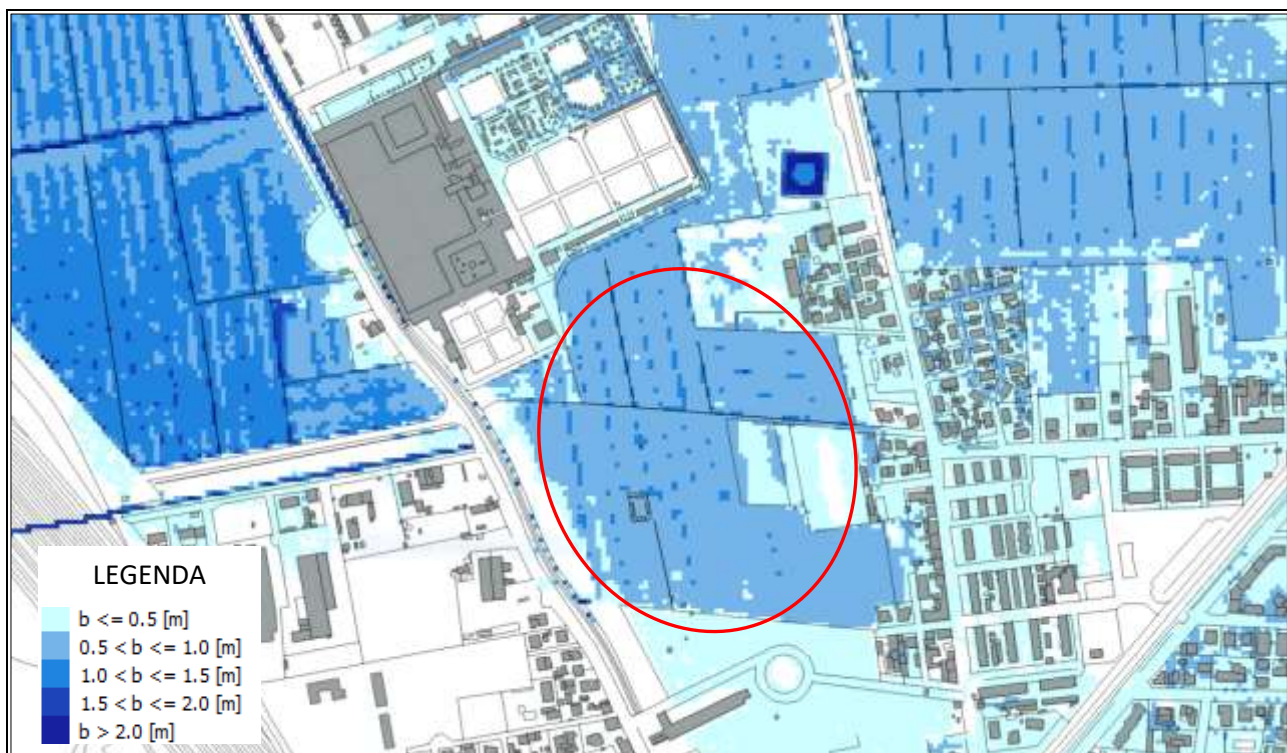 LEGENDA
b <= 0.5 [m]
0.5 < b <= 1.0 [m]
1.0 < b <= 1.5 [m]
1.5 < b <= 2.0 [m]
b > 2.0 [m]